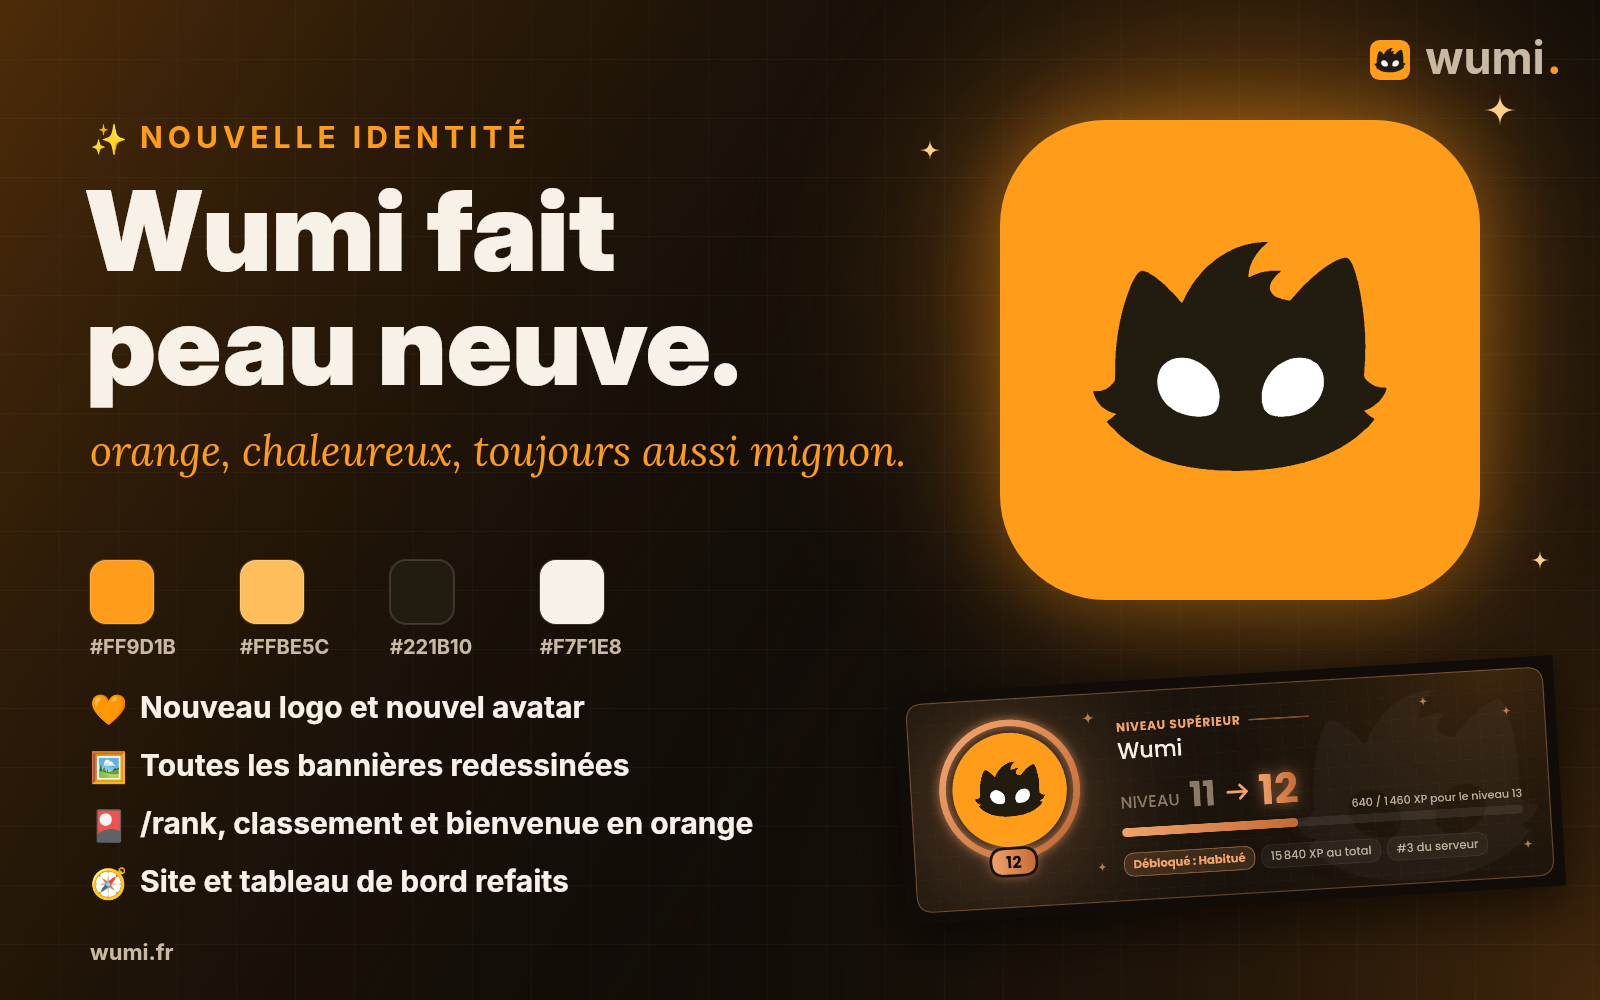 wumi.
✨ NOUVELLE IDENTITÉ
Wumi fait
peau neuve.
orange, chaleureux, toujours aussi mignon.
#FF9D1B
#FFBE5C
#221B10
#F7F1E8
🧡 Nouveau logo et nouvel avatar
🖼️ Toutes les bannières redessinées
🎴 /rank, classement et bienvenue en orange
🧭 Site et tableau de bord refaits
wumi.fr
NIVEAU SUPÉRIEUR
Wumi
NIVEAU 11 → 12
640 / 1 460 XP pour le niveau 13
12
Débloqué : Habitué
15 840 XP au total
#3 du serveur